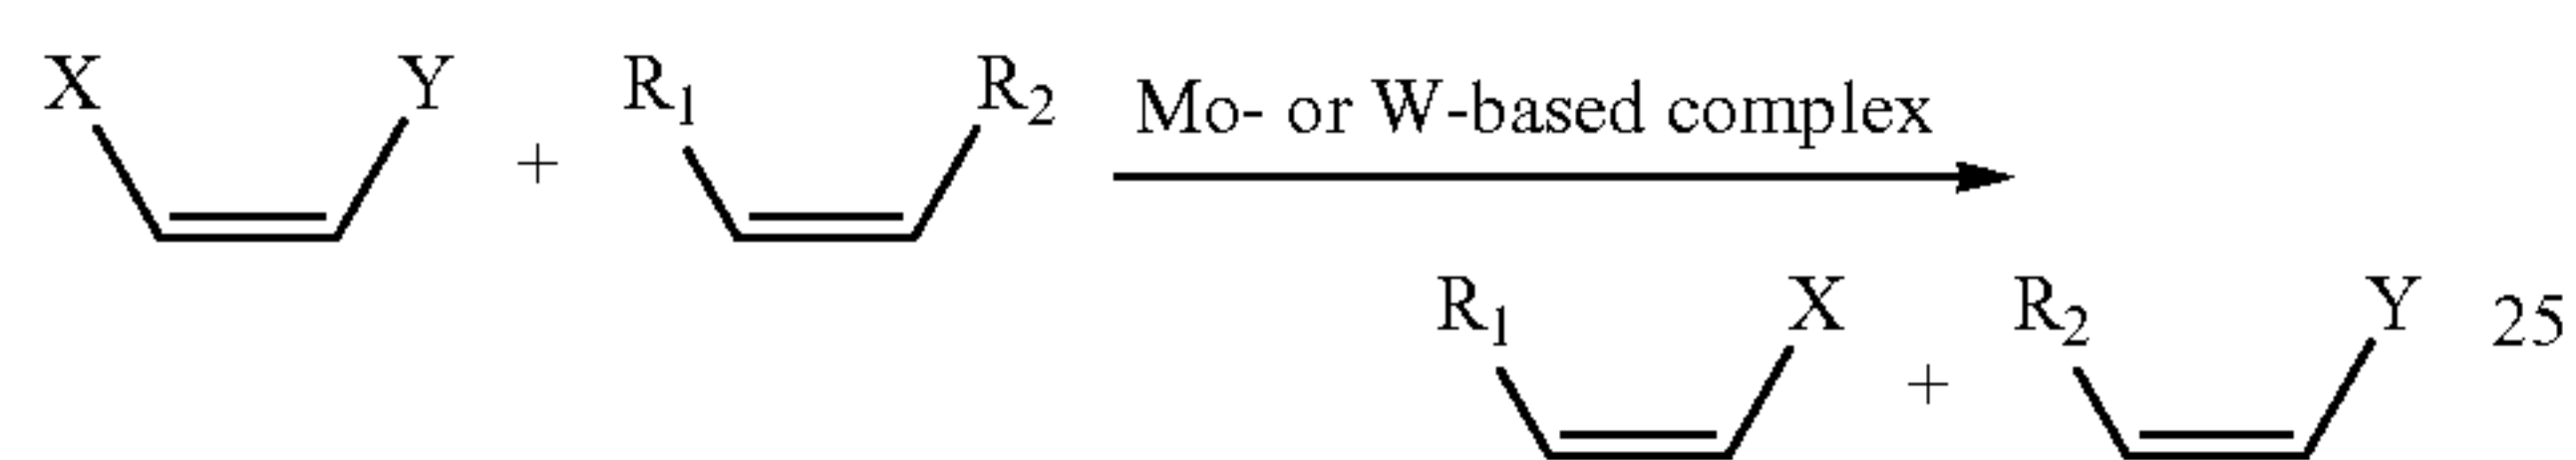 X Y + R₁ R₂ Mo- or W-based complex
R₁ X + R₂ Y 25